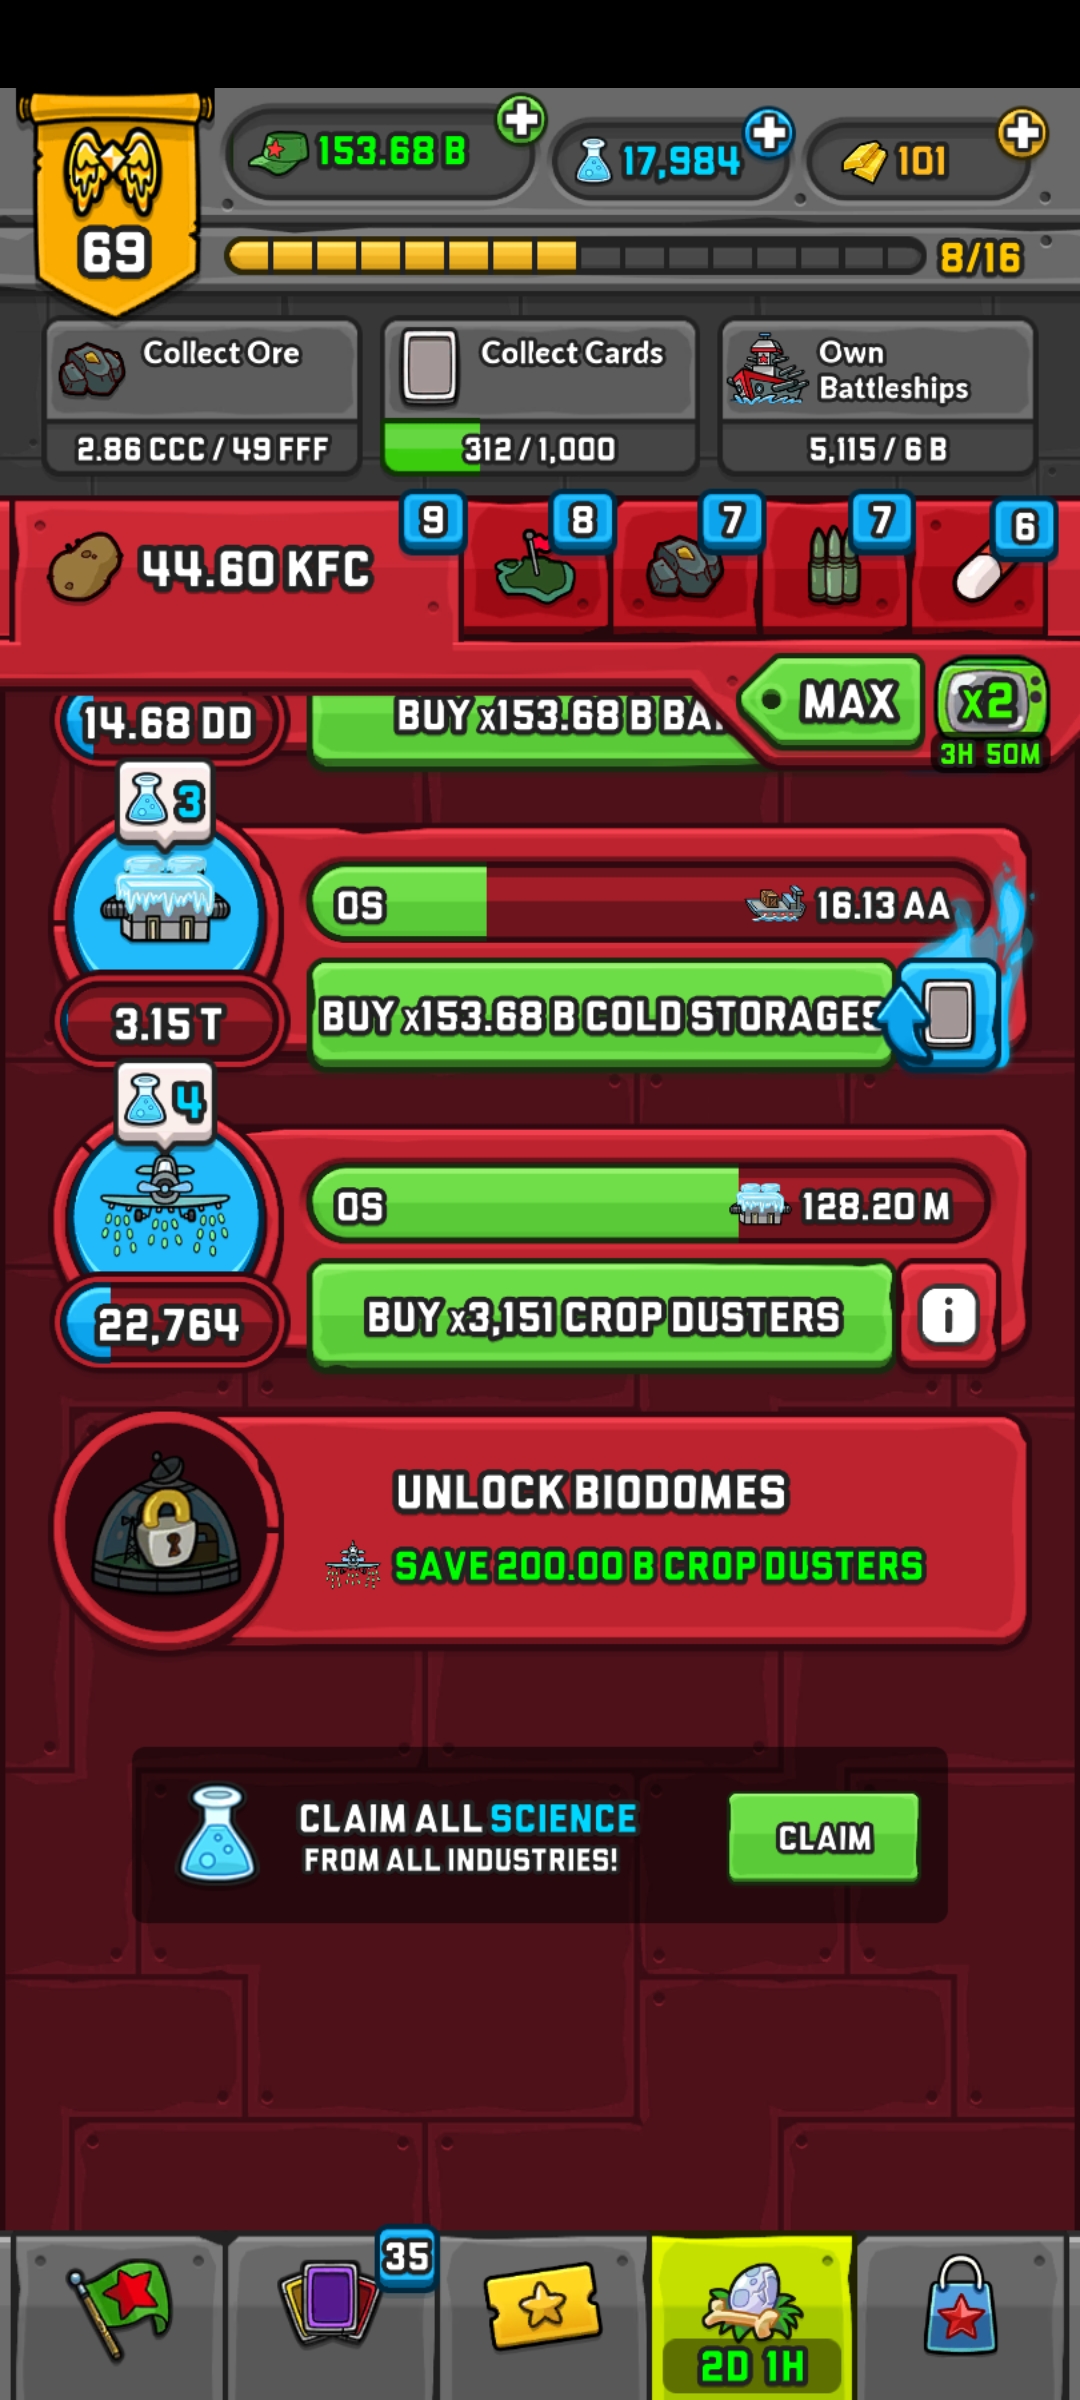 153.68 B
17,984
101
69
8/16
Collect Ore
2.86 CCC / 49 FFF
Collect Cards
312 / 1,000
Own
Battleships
5,115 / 6 B
44.60 KFC
9
8
7
7
6
MAX
x2
3H 50M
14.68 DD
BUY x153.68 B BA
3
0S
16.13 AA
3.15 T
BUY x153.68 B COLD STORAGES
4
0S
128.20 M
22,764
BUY x3,151 CROP DUSTERS
i
UNLOCK BIODOMES
SAVE 200.00 B CROP DUSTERS
CLAIM ALL SCIENCE
FROM ALL INDUSTRIES!
CLAIM
35
2D 1H